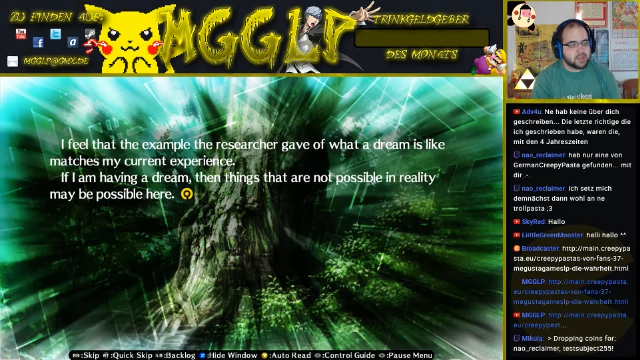 ZU FINDEN AUF:
MGGLP@GMX.DE
MGGLP
TRINKGELDGEBER
DES MONATS
I feel that the example the researcher gave of what a dream is like
matches my current experience.
If I am having a dream, then things that are not possible in reality
may be possible here.
:Skip :Quick Skip :Backlog :Hide Window :Auto Read :Control Guide :Pause Menu
Adv4u: Ne hab keine über dich
geschreiben... Die letzte richtige die
ich geschrieben habe, waren die,
mit den 4 Jahreszeiten
nao_reclaimer: hab nur eine von
GermanCreepyPasta gefunden... mit
dir .-.
nao_reclaimer: ich setz mich
demnächst dann wohl an ne
trollpasta ;3
SkyRed: Hallo
LiittleGreenMonster: halli hallo ^^
Broadcaster: http://main.creepypa
sta.eu/creepypastas-von-fans-37-
megustagameslp-die-wahrheit.html
MGGLP: http://main.creepypasta.
eu/creepypastas-von-fans-37-
megustagameslp-die-wahrheit.html
MGGLP: http://main.creepypasta.
eu/creepypast...
Mikuia: > Dropping coins for:
nao_reclaimer, testsubject255!